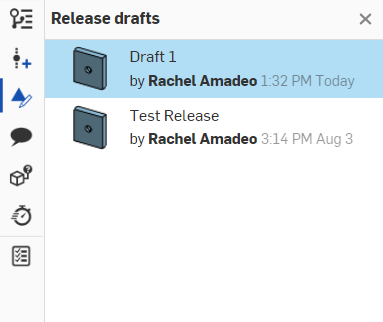 Release drafts
Draft 1
by Rachel Amadeo 1:32 PM Today
Test Release
by Rachel Amadeo 3:14 PM Aug 3